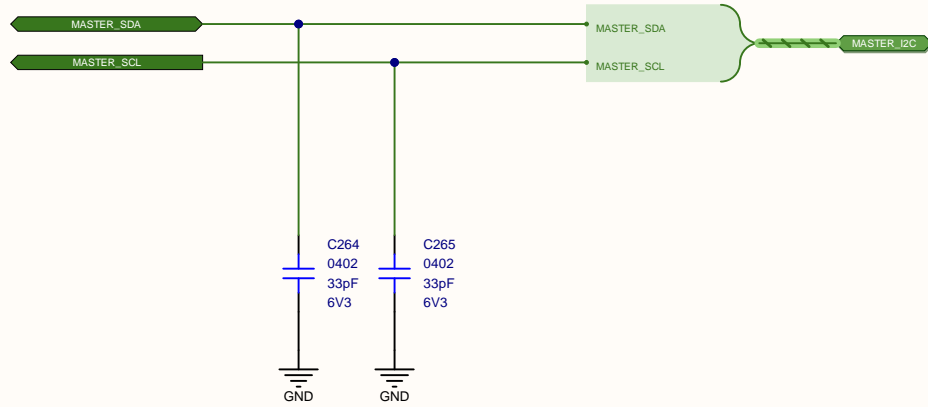 MASTER_SDA
MASTER_SDA
MASTER_SCL
MASTER_SCL
MASTER_I2C
C264
0402
33pF
6V3
C265
0402
33pF
6V3
GND
GND